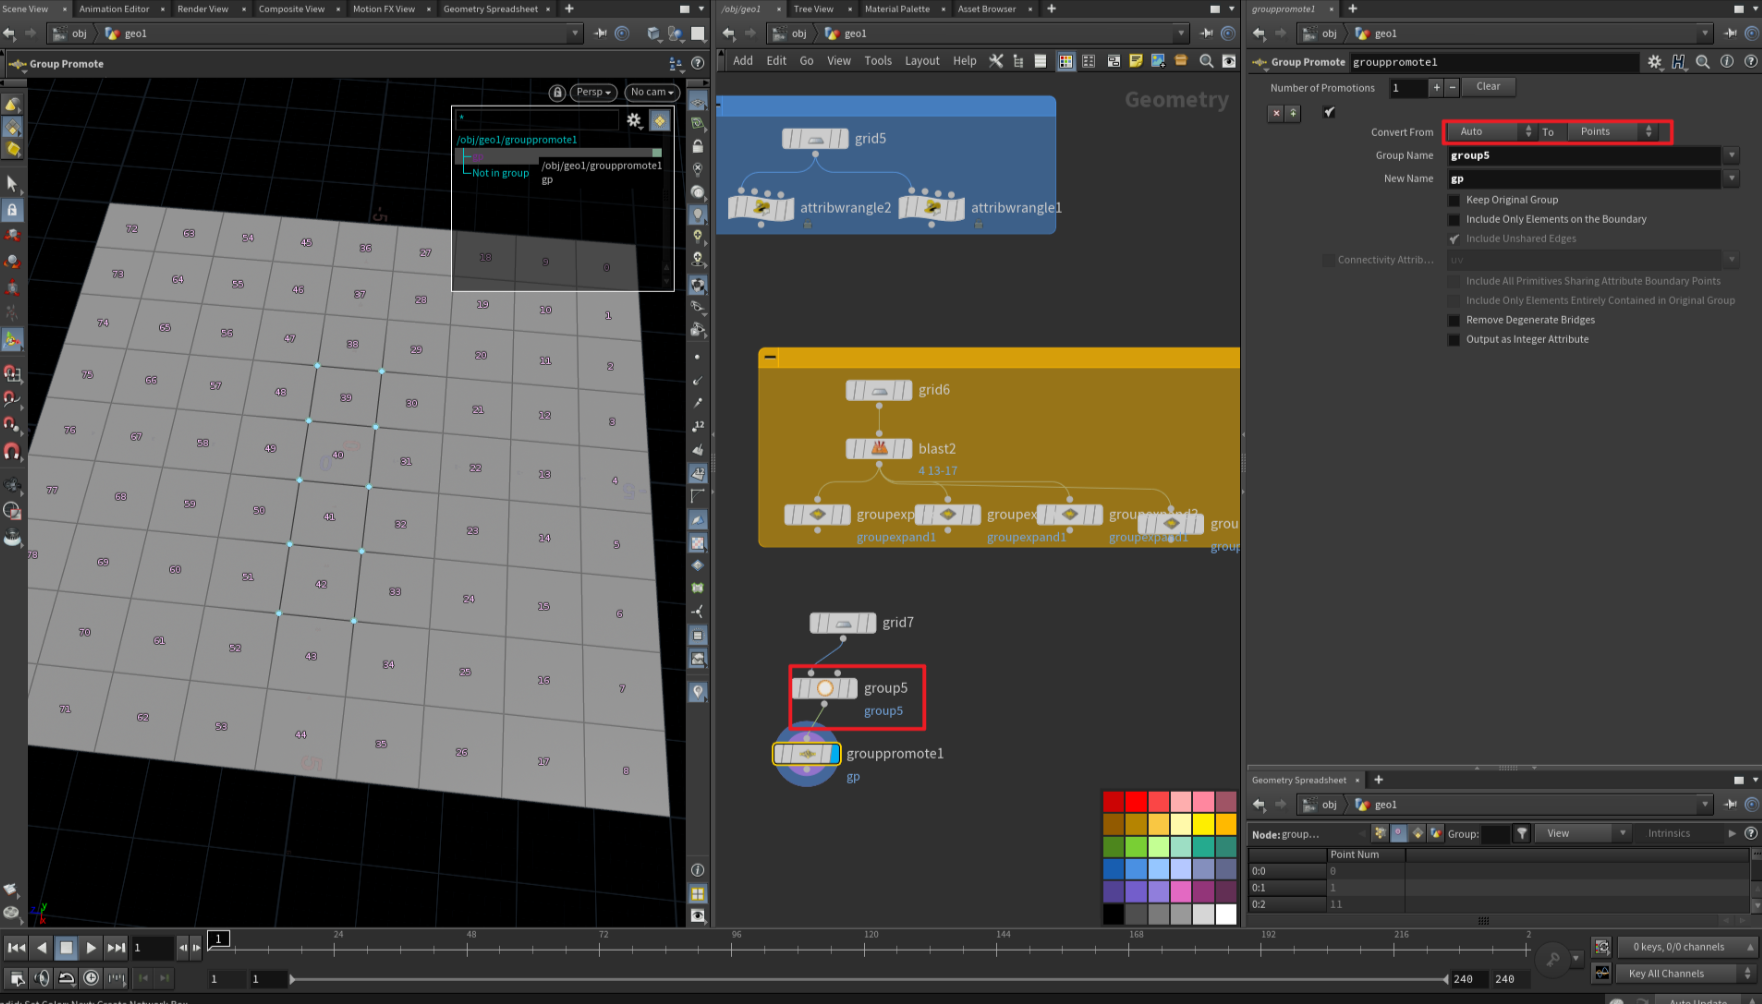 Scene View × Animation Editor × Render View × Composite View × Motion FX View × Geometry Spreadsheet × +
obj geo1
Group Promote
Persp No cam
*
/obj/geo1/grouppromote1
Not in group
/obj/geo1/grouppromote1
gp
72 63 54 45 36 27 18 9 0
73 64 55 46 37 28 19 10 1
74 65 56 47 38 29 20 11 2
75 66 57 48 39 30 21 12 3
76 67 58 49 40 31 22 13 4
77 68 59 50 41 32 23 14 5
78 69 60 51 42 33 24 15 6
70 61 52 43 34 25 16 7
71 62 53 44 35 26 17 8
/obj/geo1 × Tree View × Material Palette × Asset Browser × +
obj geo1
Add Edit Go View Tools Layout Help
Geometry
grid5
attribwrangle2
attribwrangle1
grid6
blast2
4 13-17
groupexp
groupexpand1
groupex
groupexpand1
groupexpand2
groupexpand1
grou
group
grid7
group5
group5
grouppromote1
gp
grouppromote1 × +
obj geo1
Group Promote grouppromote1
Number of Promotions 1 + − Clear
Convert From Auto To Points
Group Name group5
New Name gp
Keep Original Group
Include Only Elements on the Boundary
Include Unshared Edges
Connectivity Attrib... uv
Include All Primitives Sharing Attribute Boundary Points
Include Only Elements Entirely Contained in Original Group
Remove Degenerate Bridges
Output as Integer Attribute
Geometry Spreadsheet × +
obj geo1
Node: group... Group: View Intrinsics
Point Num
0:0 0
0:1 1
0:2 11
1 1 24 48 72 96 120 144 168 192 216 2
0 keys, 0/0 channels
1 1 240 240
Key All Channels
Auto Update